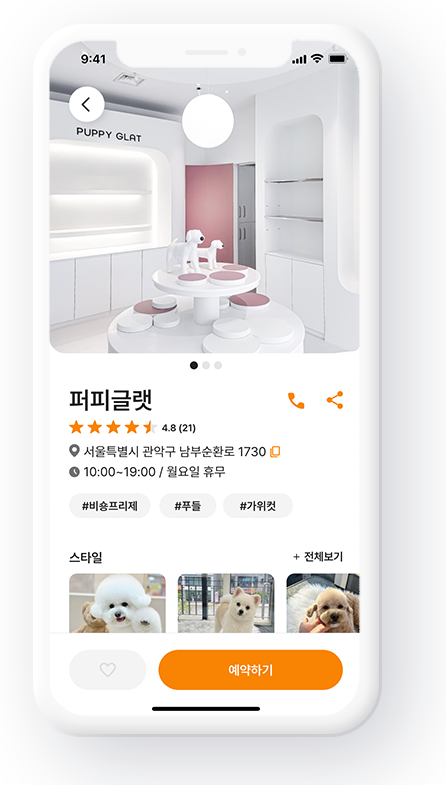 9:41
PUPPY GLAT
퍼피글랫
4.8 (21)
서울특별시 관악구 남부순환로 1730
10:00~19:00 / 월요일 휴무
#비숑프리제 #푸들 #가위컷
스타일 + 전체보기
예약하기